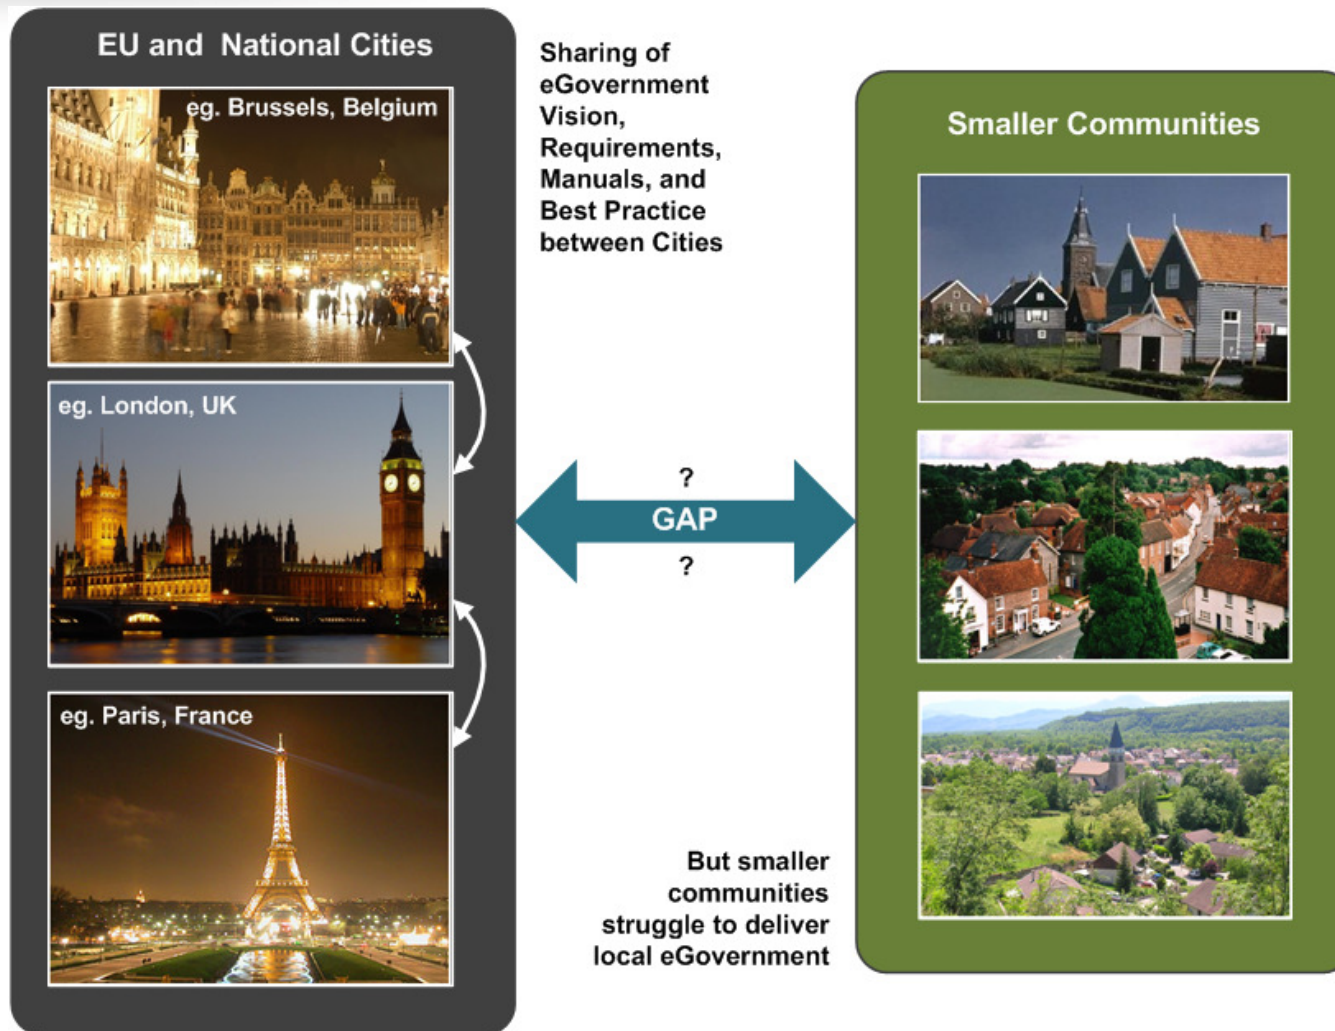 EU and  National Cities
eg. Brussels, Belgium
eg. London, UK
eg. Paris, France
Sharing of
eGovernment
Vision,
Requirements,
Manuals, and
Best Practice
between Cities
?
GAP
?
But smaller
communities
struggle to deliver
local eGovernment
Smaller Communities